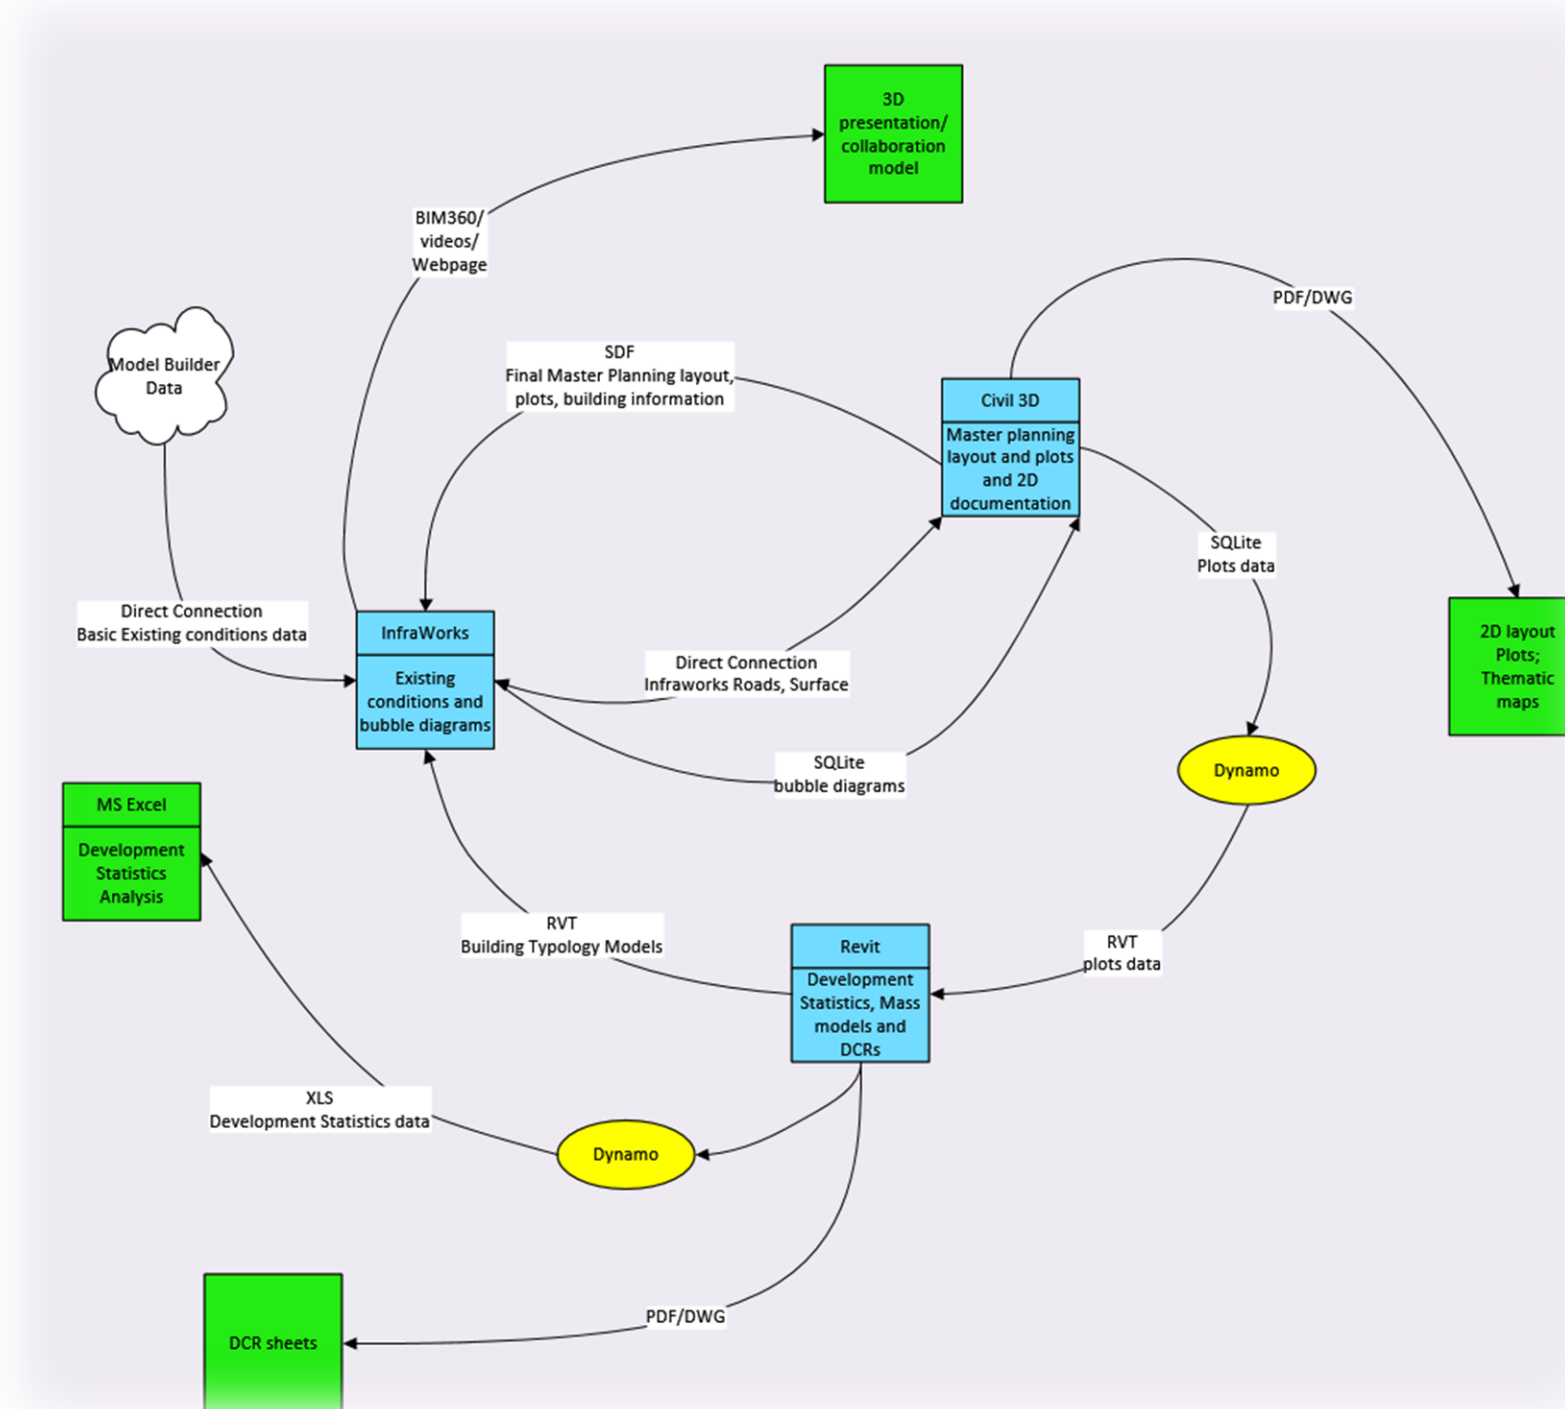 3D
presentation/
collaboration
model
BIM360/
videos/
Webpage
PDF/DWG
Model Builder
Data
SDF
Final Master Planning layout,
plots, building information
Civil 3D
Master planning
layout and plots
and 2D
documentation
SQLite
Plots data
Direct Connection
Basic Existing conditions data
InfraWorks
Existing
conditions and
bubble diagrams
Direct Connection
Infraworks Roads, Surface
2D layout
Plots;
Thematic
maps
SQLite
bubble diagrams
Dynamo
MS Excel
Development
Statistics
Analysis
RVT
Building Typology Models
Revit
Development
Statistics, Mass
models and
DCRs
RVT
plots data
XLS
Development Statistics data
Dynamo
PDF/DWG
DCR sheets